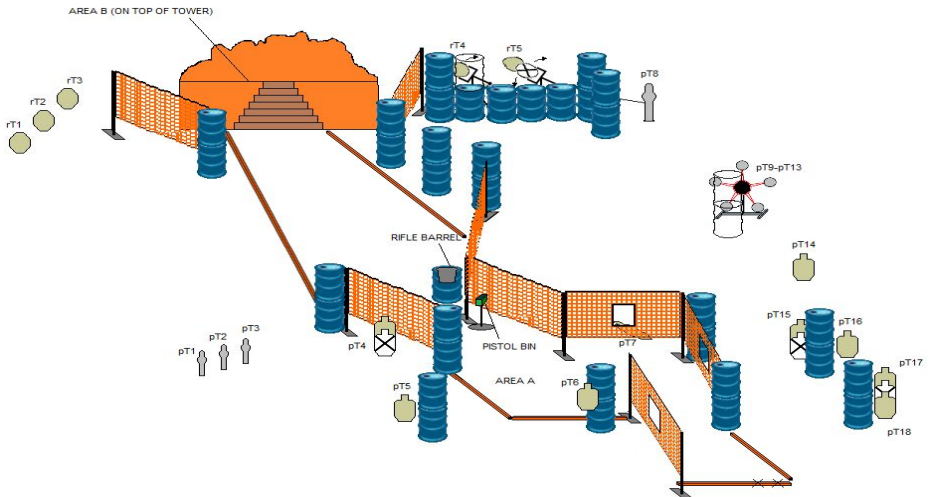 AREA B (ON TOP OF TOWER)
rT4
rT5
pT8
rT3
rT2
rT1
pT9-pT13
RIFLE BARREL
pT14
pT15
pT16
pT3
pT2
pT1
pT4
PISTOL BIN
pT7
pT17
AREA A
pT5
pT6
pT18